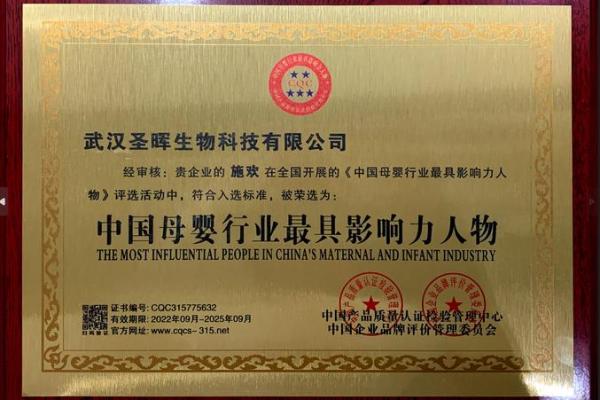 CQC
武汉圣晖生物科技有限公司
经审核：贵企业的 施欢 在全国开展的《中国母婴行业最具影响力人
物》评选活动中，符合入选标准，被荣选为：
中国母婴行业最具影响力人物
THE MOST INFLUENTIAL PEOPLE IN CHINA'S MATERNAL AND INFANT INDUSTRY
证书编号: CQC315775632
有效期限: 2022年09月-2025年09月
官方网址: www.cqcs- 315.net
扫码查证
中国产品质量认证检验管理中心
中国企业品牌评价管理委员会